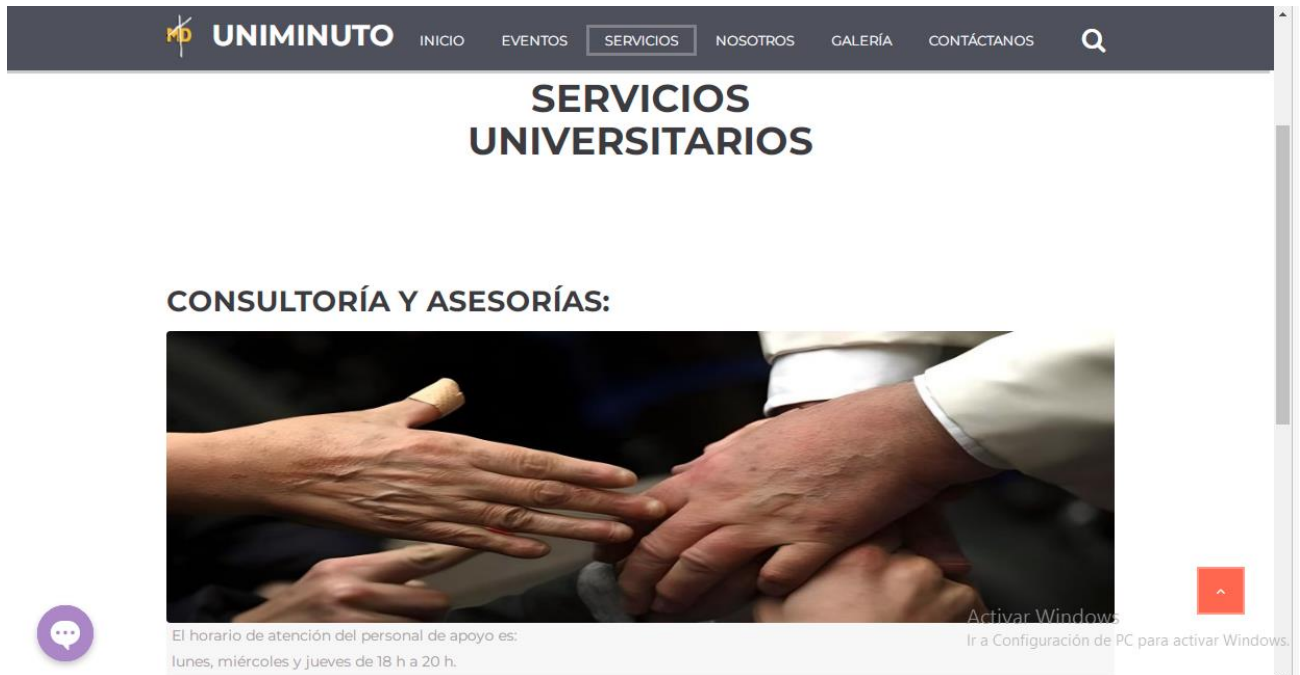 MD UNIMINUTO INICIO EVENTOS SERVICIOS NOSOTROS GALERÍA CONTÁCTANOS
SERVICIOS
UNIVERSITARIOS
CONSULTORÍA Y ASESORÍAS:
El horario de atención del personal de apoyo es:
lunes, miércoles y jueves de 18 h a 20 h.
Activar Windows
Ir a Configuración de PC para activar Windows.